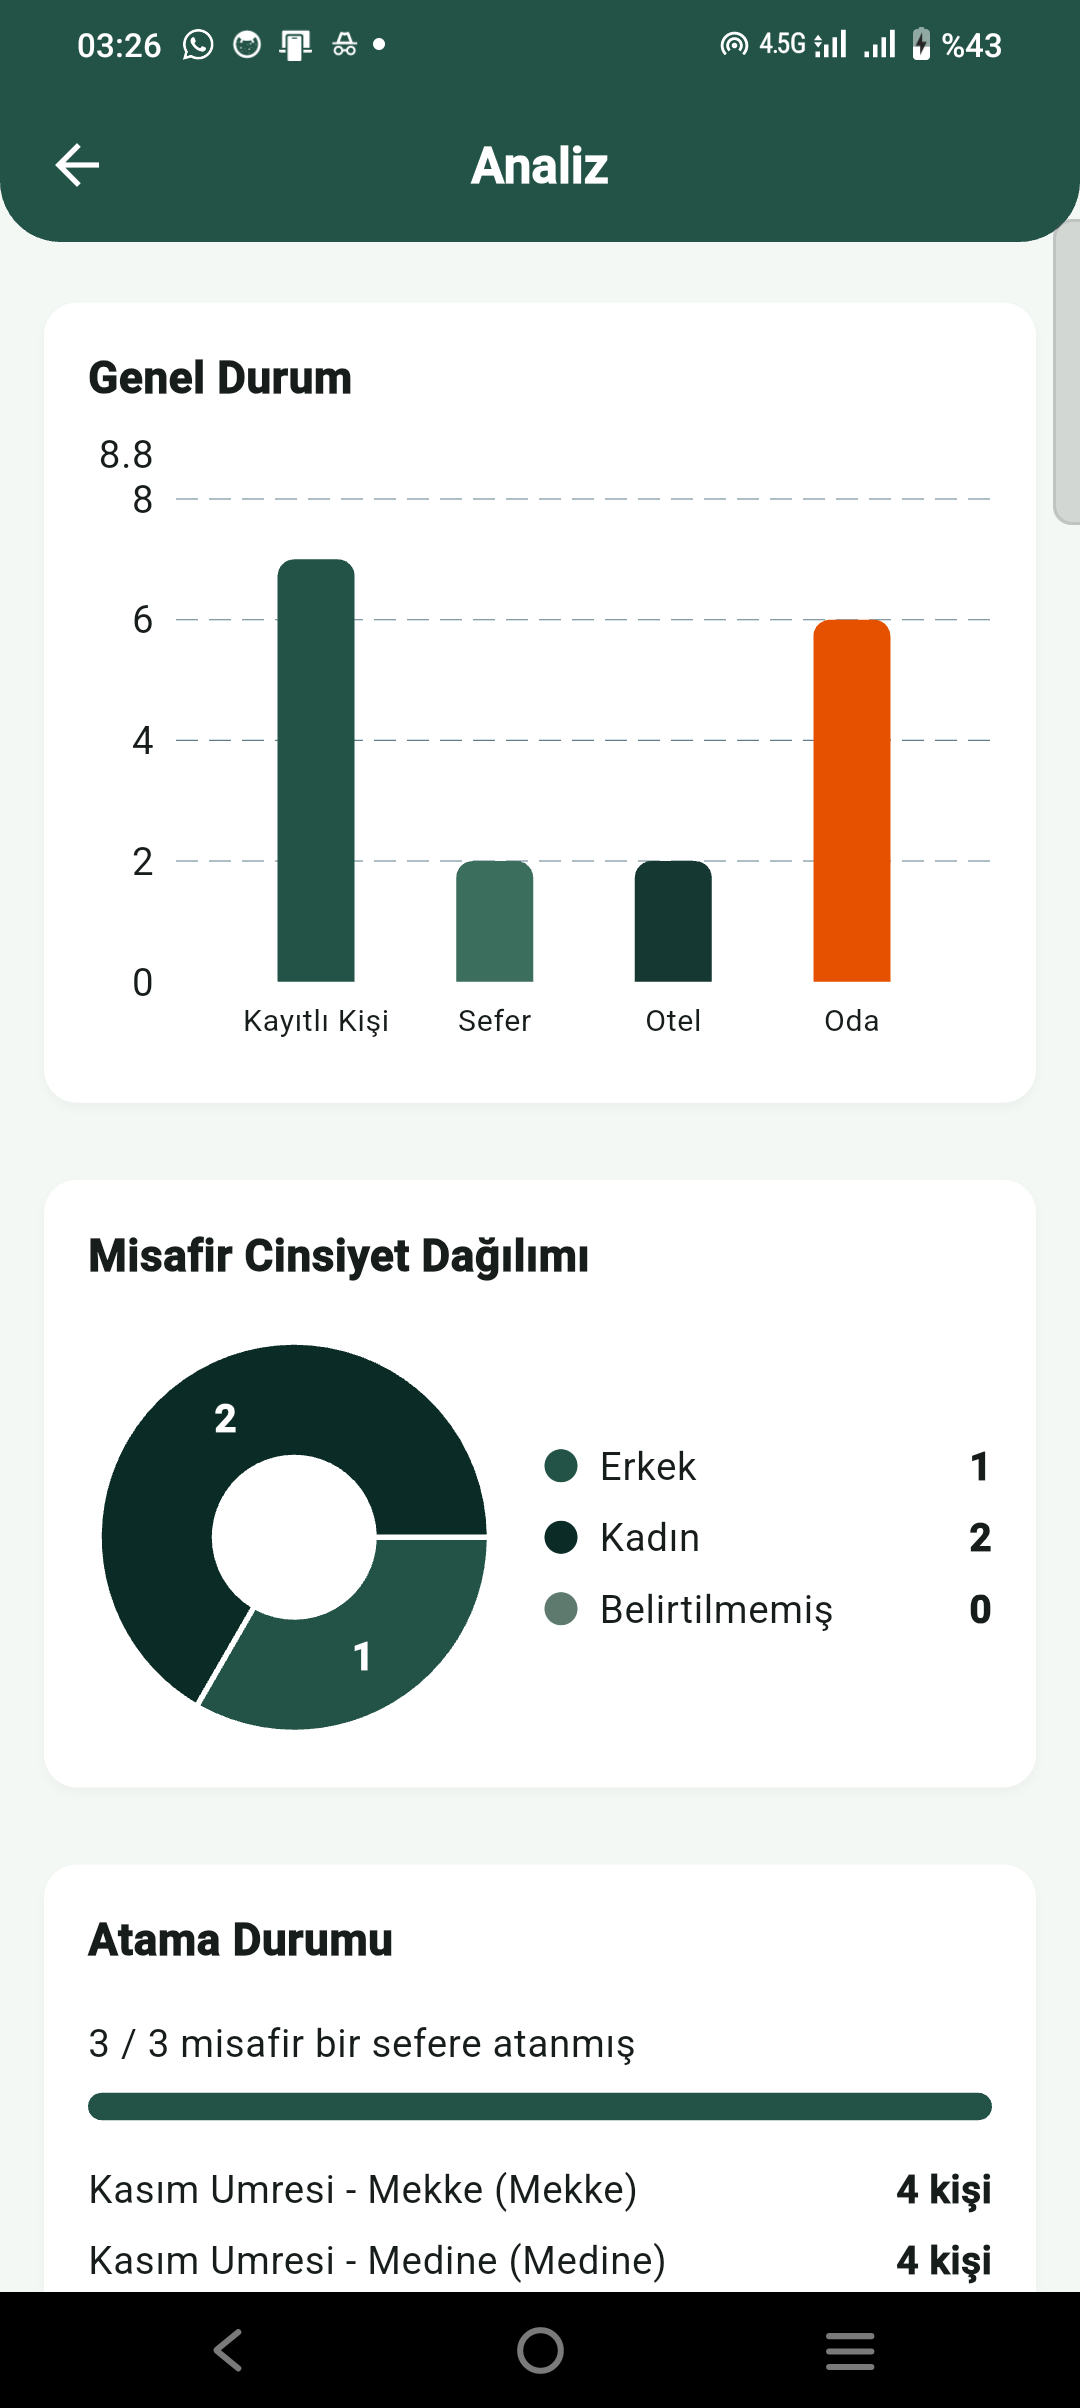 03:26 4.5G %43
Analiz
Genel Durum
8.8
8
6
4
2
0
Kayıtlı Kişi Sefer Otel Oda
Misafir Cinsiyet Dağılımı
2
1
Erkek 1
Kadın 2
Belirtilmemiş 0
Atama Durumu
3 / 3 misafir bir sefere atanmış
Kasım Umresi - Mekke (Mekke) 4 kişi
Kasım Umresi - Medine (Medine) 4 kişi